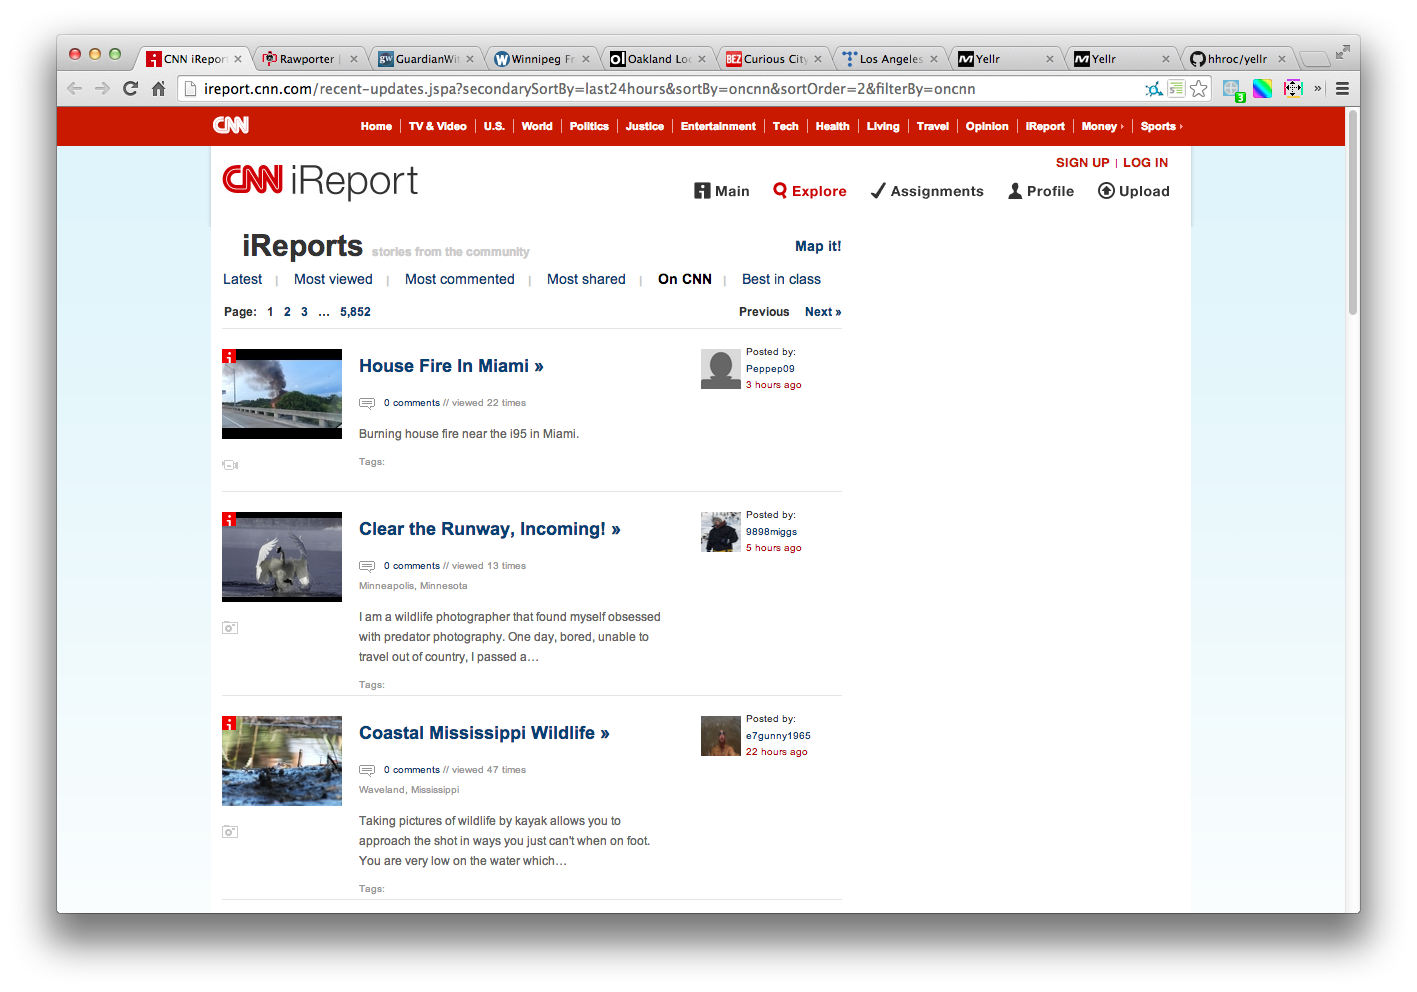 CNN iRepor
Rawporter |
GuardianWit
Winnipeg Fr
Oakland Loc
Curious City
Los Angeles
Yellr
Yellr
hhroc/yellr
ireport.cnn.com/recent-updates.jspa?secondarySortBy=last24hours&sortBy=oncnn&sortOrder=2&filterBy=oncnn
CNN
Home
TV & Video
U.S.
World
Politics
Justice
Entertainment
Tech
Health
Living
Travel
Opinion
iReport
Money
Sports
SIGN UP | LOG IN
CNN iReport
Main
Explore
Assignments
Profile
Upload
iReports stories from the community
Map it!
Latest | Most viewed | Most commented | Most shared | On CNN | Best in class
Page: 1 2 3 ... 5,852
Previous Next »
House Fire In Miami »
0 comments // viewed 22 times
Burning house fire near the i95 in Miami.
Tags:
Posted by:
Peppep09
3 hours ago
Clear the Runway, Incoming! »
0 comments // viewed 13 times
Minneapolis, Minnesota
I am a wildlife photographer that found myself obsessed
with predator photography. One day, bored, unable to
travel out of country, I passed a…
Tags:
Posted by:
9898miggs
5 hours ago
Coastal Mississippi Wildlife »
0 comments // viewed 47 times
Waveland, Mississippi
Taking pictures of wildlife by kayak allows you to
approach the shot in ways you just can't when on foot.
You are very low on the water which…
Tags:
Posted by:
e7gunny1965
22 hours ago